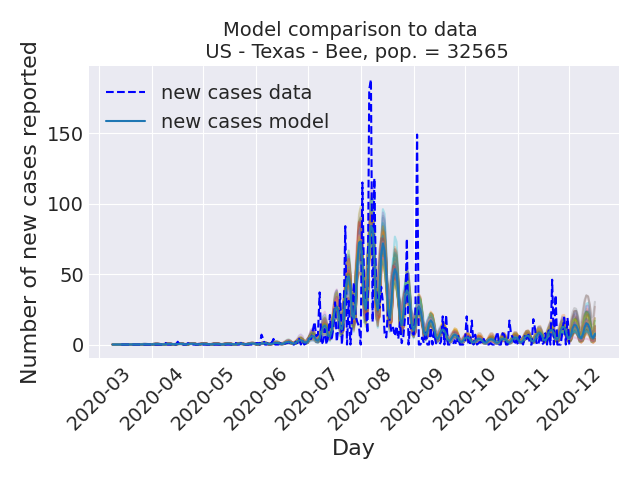 Model comparison to data
US - Texas - Bee, pop. = 32565
new cases data
new cases model
Number of new cases reported
150
100
50
0
2020-03
2020-04
2020-05
2020-06
2020-07
2020-08
2020-09
2020-10
2020-11
2020-12
Day